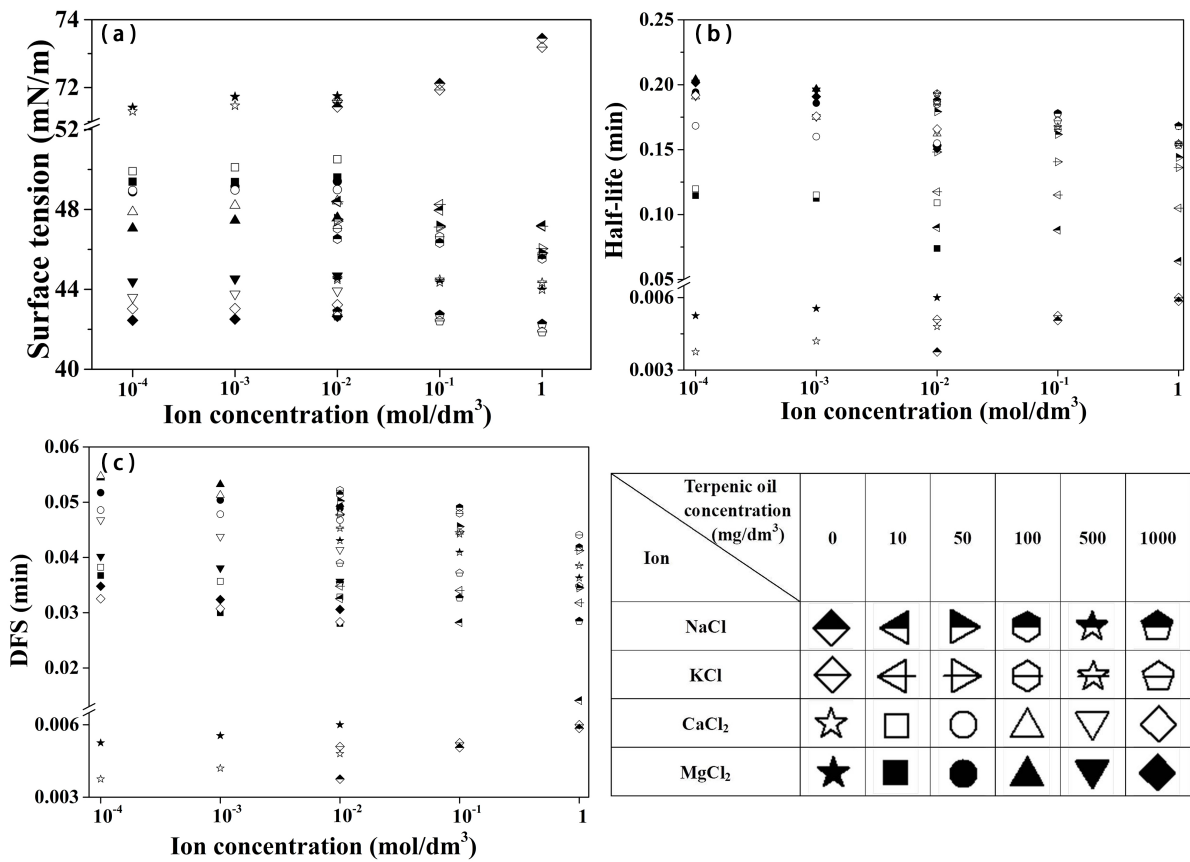 (a)
74
72
52
48
44
40
Surface tension (mN/m)
10⁻⁴ 10⁻³ 10⁻² 10⁻¹ 1
Ion concentration (mol/dm³)
(b)
0.25
0.20
0.15
0.10
0.05
0.006
0.003
Half-life (min)
10⁻⁴ 10⁻³ 10⁻² 10⁻¹ 1
Ion concentration (mol/dm³)
(c)
0.06
0.05
0.04
0.03
0.02
0.006
0.003
DFS (min)
10⁻⁴ 10⁻³ 10⁻² 10⁻¹ 1
Ion concentration (mol/dm³)
Terpenic oil
concentration
(mg/dm³)
Ion
0 10 50 100 500 1000
NaCl
KCl
CaCl₂
MgCl₂